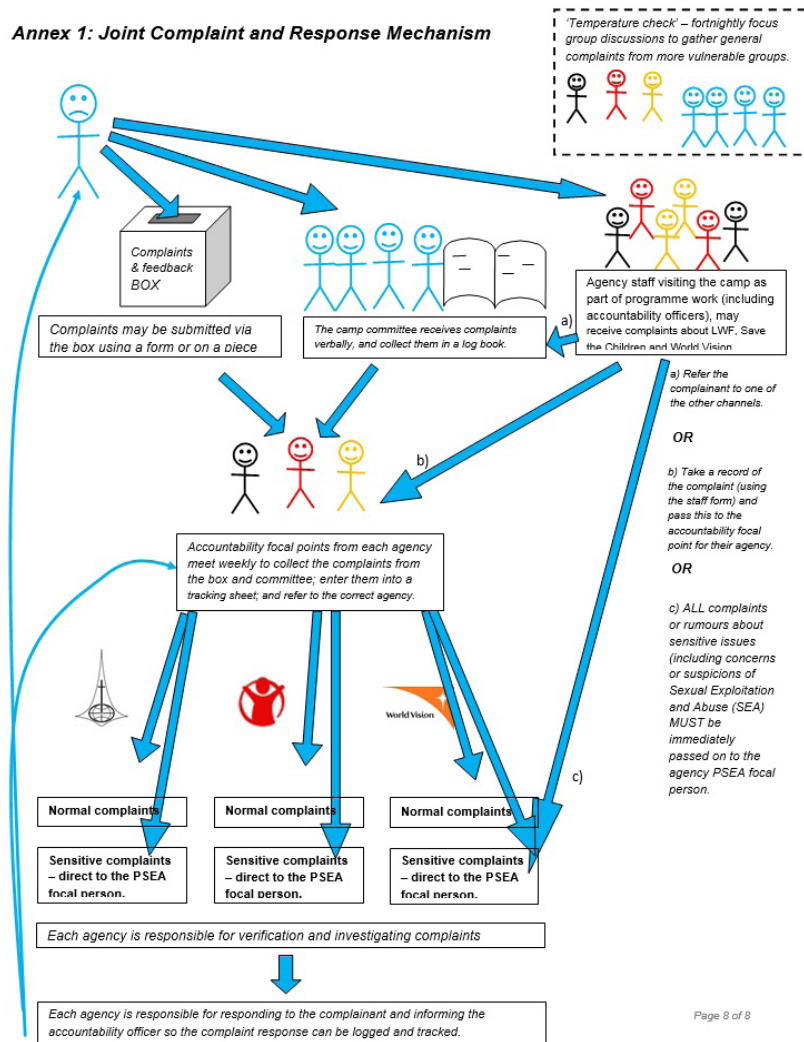 Annex 1: Joint Complaint and Response Mechanism
'Temperature check' – fortnightly focus
group discussions to gather general
complaints from more vulnerable groups.
Complaints
& feedback
BOX
Complaints may be submitted via
the box using a form or on a piece
The camp committee receives complaints
verbally, and collect them in a log book.
a)
Agency staff visiting the camp as
part of programme work (including
accountability officers), may
receive complaints about LWF, Save
the Children and World Vision
a) Refer the
complainant to one of
the other channels.
OR
b) Take a record of
the complaint (using
the staff form) and
pass this to the
accountability focal
point for their agency.
OR
c) ALL complaints
or rumours about
sensitive issues
(including concerns
or suspicions of
Sexual Exploitation
and Abuse (SEA)
MUST be
immediately
passed on to the
agency PSEA focal
person.
b)
Accountability focal points from each agency
meet weekly to collect the complaints from
the box and committee; enter them into a
tracking sheet; and refer to the correct agency.
World Vision
c)
Normal complaints
Normal complaints
Normal complaints
Sensitive complaints
– direct to the PSEA
focal person.
Sensitive complaints
– direct to the PSEA
focal person.
Sensitive complaints
– direct to the PSEA
focal person.
Each agency is responsible for verification and investigating complaints
Each agency is responsible for responding to the complainant and informing the
accountability officer so the complaint response can be logged and tracked.
Page 8 of 8